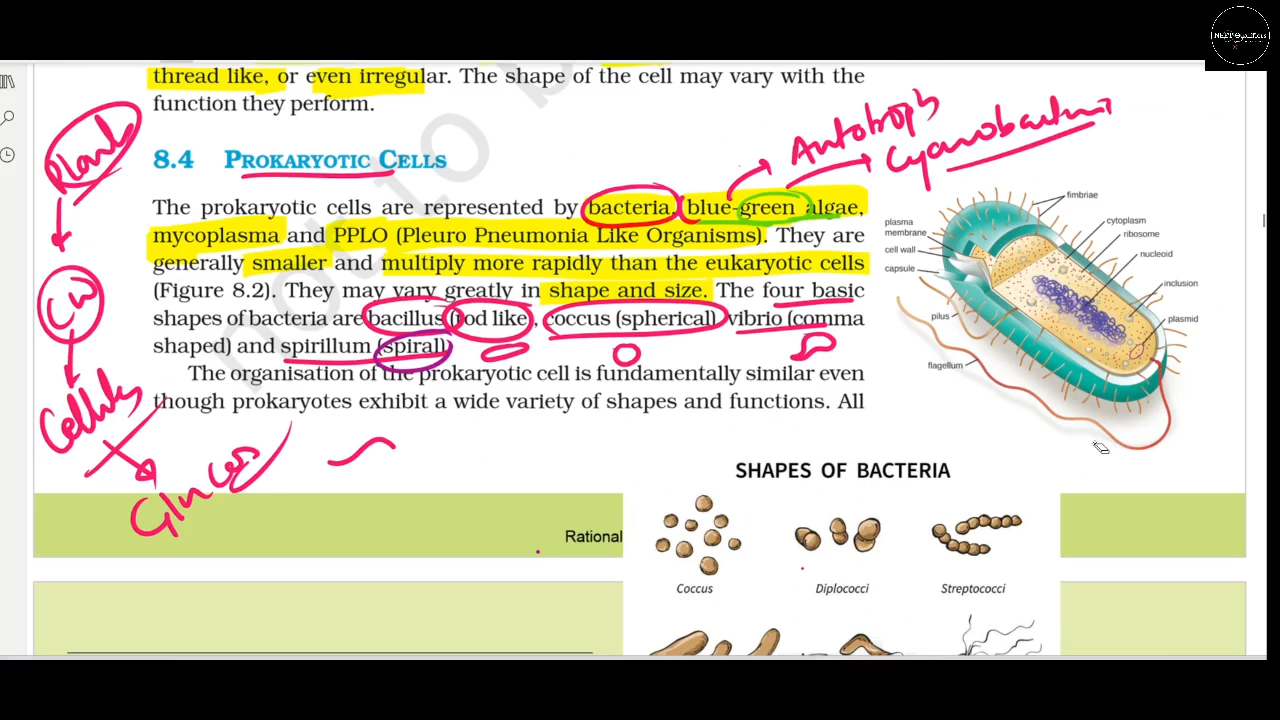 thread like, or even irregular. The shape of the cell may vary with the
function they perform.
8.4 PROKARYOTIC CELLS
The prokaryotic cells are represented by bacteria, blue-green algae,
mycoplasma and PPLO (Pleuro Pneumonia Like Organisms). They are
generally smaller and multiply more rapidly than the eukaryotic cells
(Figure 8.2). They may vary greatly in shape and size. The four basic
shapes of bacteria are bacillus (rod like), coccus (spherical), vibrio (comma
shaped) and spirillum (spiral)
The organisation of the prokaryotic cell is fundamentally similar even
though prokaryotes exhibit a wide variety of shapes and functions. All
Plant
CW
Glucose
Autotroph
Cyanobacteria
fimbriae
cytoplasm
ribosome
nucleoid
inclusion
plasmid
plasma
membrane
cell wall
capsule
pilus
flagellum
SHAPES OF BACTERIA
Coccus
Diplococci
Streptococci
Rational
not to b